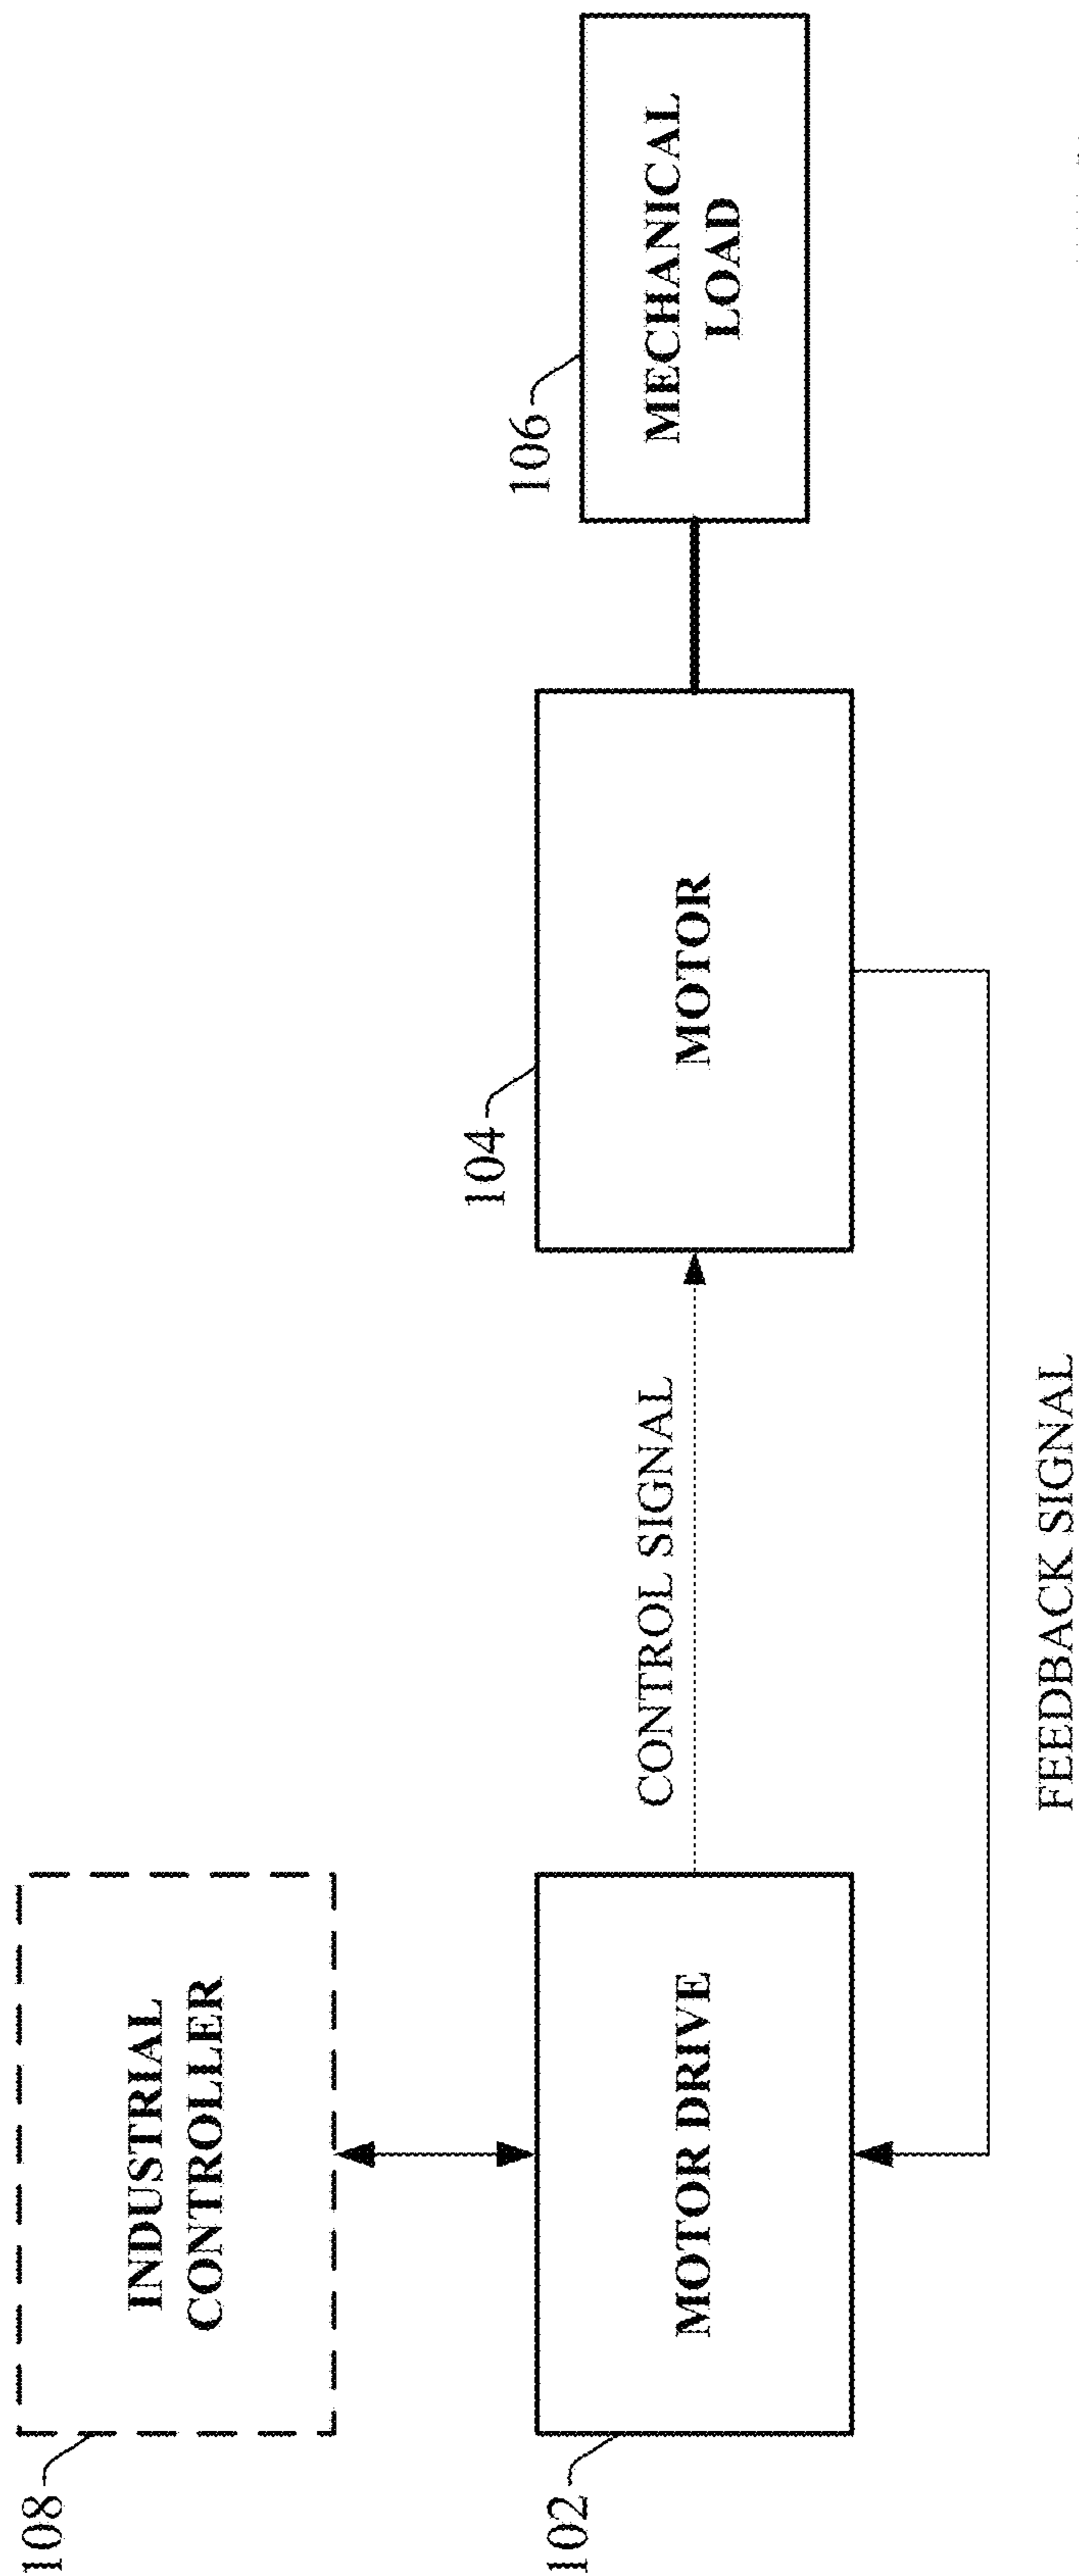 108
INDUSTRIAL
CONTROLLER
102
MOTOR DRIVE
CONTROL SIGNAL
FEEDBACK SIGNAL
104
MOTOR
106
MECHANICAL
LOAD